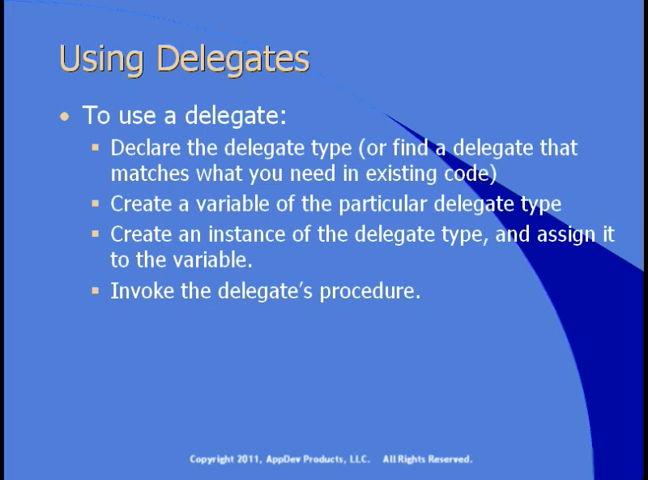 Using Delegates
• To use a delegate:
▪ Declare the delegate type (or find a delegate that
matches what you need in existing code)
▪ Create a variable of the particular delegate type
▪ Create an instance of the delegate type, and assign it
to the variable.
▪ Invoke the delegate's procedure.
Copyright 2011, AppDev Products, LLC. All Rights Reserved.